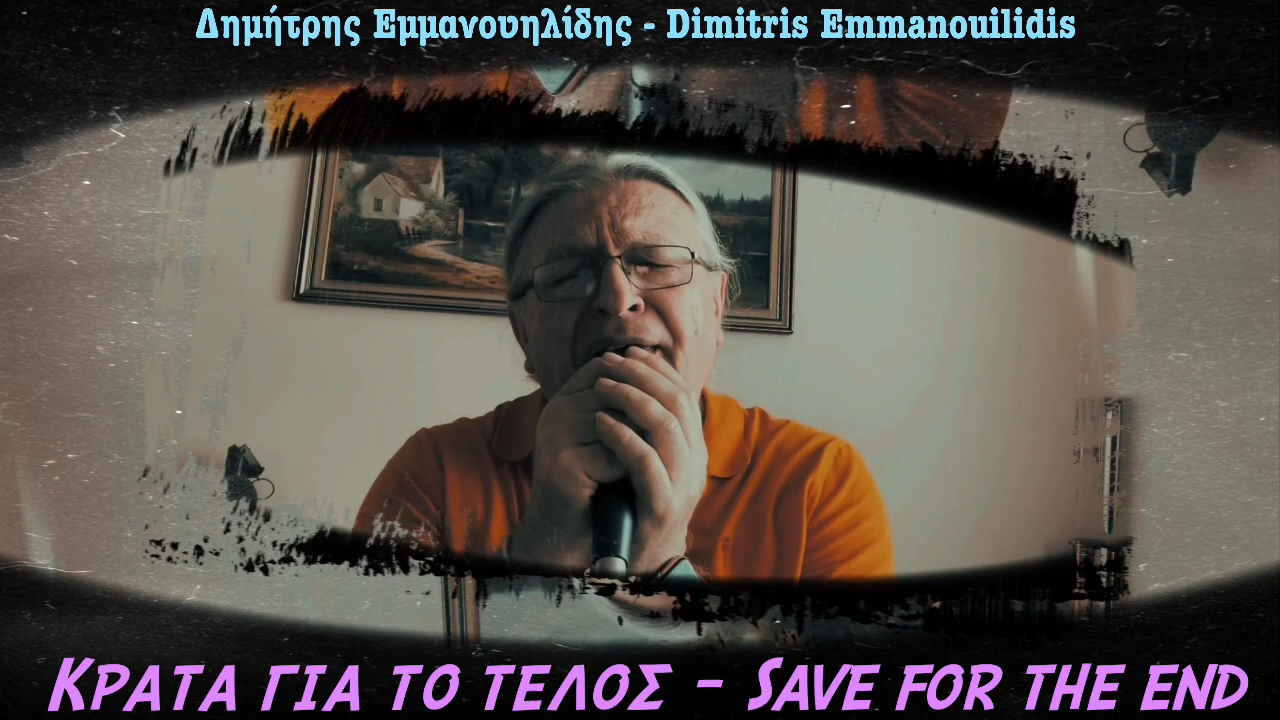 Δημήτρης Εμμανουηλίδης - Dimitris Emmanouilidis
Κρατα για το τελος - Save for the end